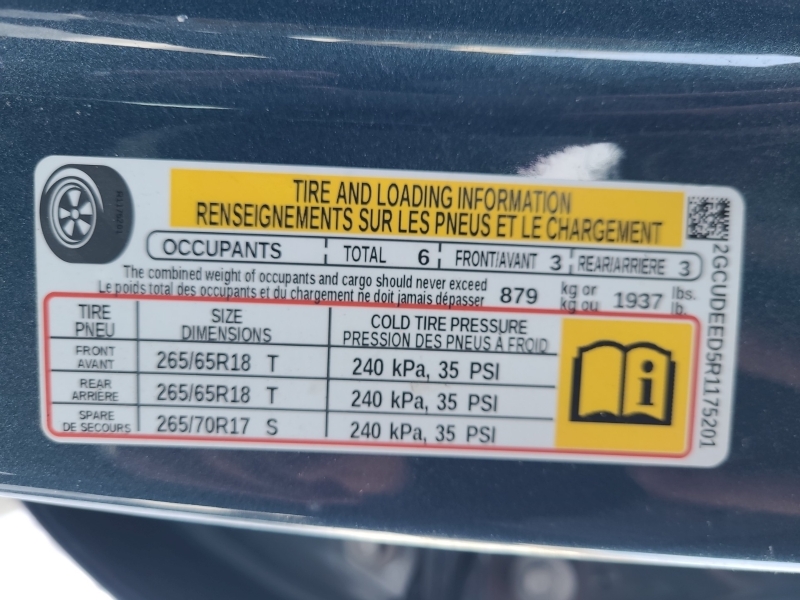 TIRE AND LOADING INFORMATION
RENSEIGNEMENTS SUR LES PNEUS ET LE CHARGEMENT
OCCUPANTS TOTAL 6 FRONT/AVANT 3 REAR/ARRIÈRE 3
The combined weight of occupants and cargo should never exceed
Le poids total des occupants et du chargement ne doit jamais dépasser
879 kg or kg ou 1937 lbs. lb.
TIRE PNEU SIZE DIMENSIONS COLD TIRE PRESSURE PRESSION DES PNEUS À FROID
FRONT AVANT 265/65R18 T 240 kPa, 35 PSI
REAR ARRIÈRE 265/65R18 T 240 kPa, 35 PSI
SPARE DE SECOURS 265/70R17 S 240 kPa, 35 PSI
i
2GCUDEED5R1175201